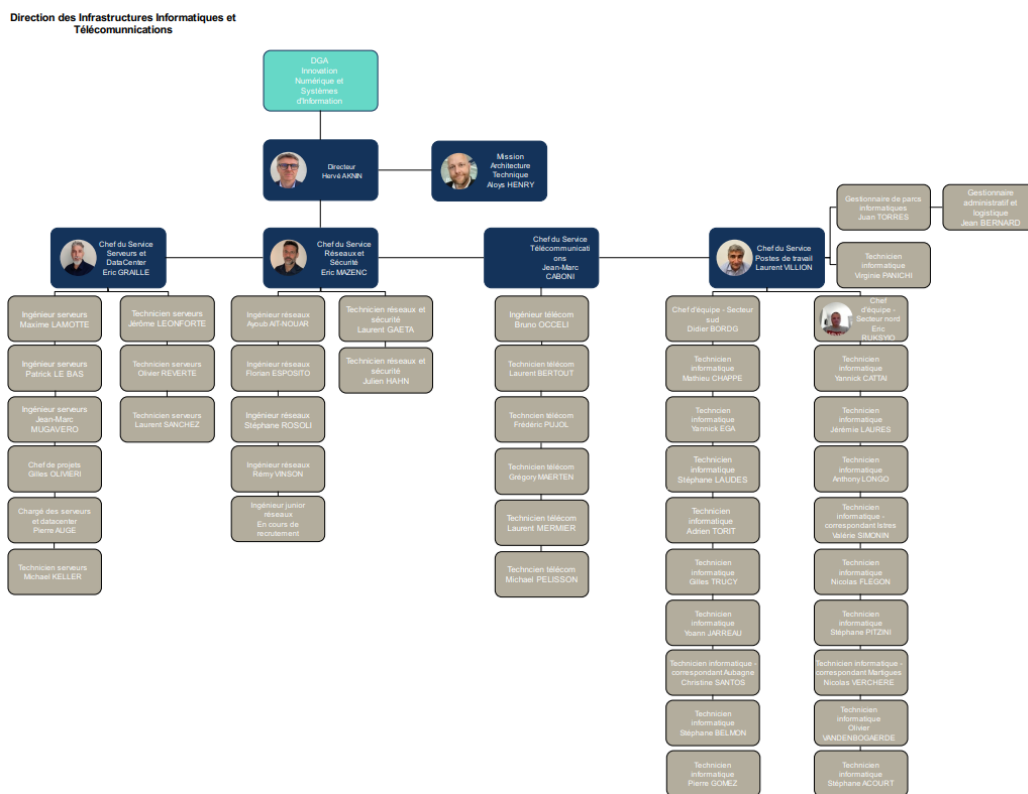 Direction des Infrastructures Informatiques et
Télécomunnications
DGA
Innovation
Numérique et
Systèmes
d'Information
Directeur
Hervé AKNIN
Mission
Architecture
Technique
Aloys HENRY
Gestionnaire de parcs
informatiques
Juan TORRES
Gestionnaire
administratif et
logistique
Jean BERNARD
Technicien
informatique
Virginie PANICHI
Chef du Service
Serveurs et
DataCenter
Eric GRAILLE
Chef du Service
Réseaux et
Sécurité
Eric MAZENC
Chef du Service
Télécommunicati
ons
Jean-Marc
CABONI
Chef du Service
Postes de travail
Laurent VILLION
Ingénieur serveurs
Maxime LAMOTTE
Ingénieur serveurs
Patrick LE BAS
Ingénieur serveurs
Jean-Marc
MUGAVERO
Chef de projets
Gilles OLIVIERI
Chargé des serveurs
et datacenter
Pierre AUGE
Technicien serveurs
Michael KELLER
Technicien serveurs
Jérôme LEONFORTE
Technicien serveurs
Olivier REVERTE
Technicien serveurs
Laurent SANCHEZ
Ingénieur réseaux
Ayoub AIT-NOUAR
Ingénieur réseaux
Florian ESPOSITO
Ingénieur réseaux
Stéphane ROSOLI
Ingénieur réseaux
Rémy VINSON
Ingénieur junior
réseaux
En cours de
recrutement
Technicien réseaux et
sécurité
Laurent GAETA
Technicien réseaux et
sécurité
Julien HAHN
Ingénieur télécom
Bruno OCCELI
Technicien télécom
Laurent BERTOUT
Technicien télécom
Frédéric PUJOL
Technicien télécom
Grégory MAERTEN
Technicien télécom
Laurent MERMIER
Techncien télécom
Michael PELISSON
Chef d'équipe - Secteur
sud
Didier BORDG
Technicien
informatique
Mathieu CHAPPE
Technicien
informatique
Yannick EGA
Technicien
informatique
Stéphane LAUDES
Technicien
informatique
Adrien TORIT
Technicien
informatique
Gilles TRUCY
Technicien
informatique
Yoann JARREAU
Technicien informatique -
correspondant Aubagne
Christine SANTOS
Technicien
informatique
Stéphane BELMON
Technicien
informatique
Pierre GOMEZ
Chef
d'équipe -
Secteur nord
Eric
RUKSYIO
Technicien
informatique
Yannick CATTAI
Technicien
informatique
Jérémie LAURES
Technicien
informatique
Anthony LONGO
Technicien
informatique -
correspondant Istres
Valérie SIMONIN
Technicien
informatique
Nicolas FLEGON
Technicien
informatique
Stéphane PITZINI
Technicien informatique -
correspondant Martigues
Nicolas VERCHERE
Technicien
informatique
Olivier
VANDENBOGAERDE
Technicien
informatique
Stéphane ACOURT